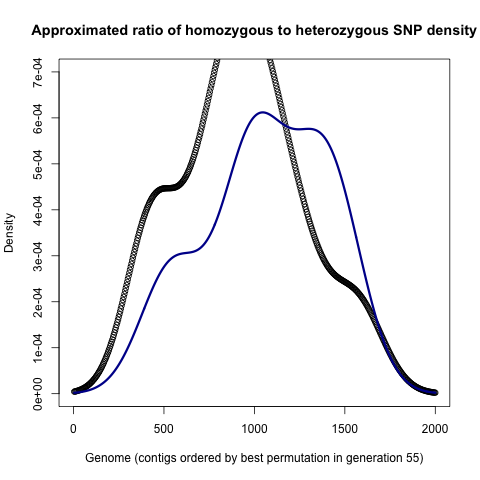 Approximated ratio of homozygous to heterozygous SNP density
7e-04
6e-04
5e-04
4e-04
3e-04
2e-04
1e-04
0e+00
Density
0 500 1000 1500 2000
Genome (contigs ordered by best permutation in generation 55)